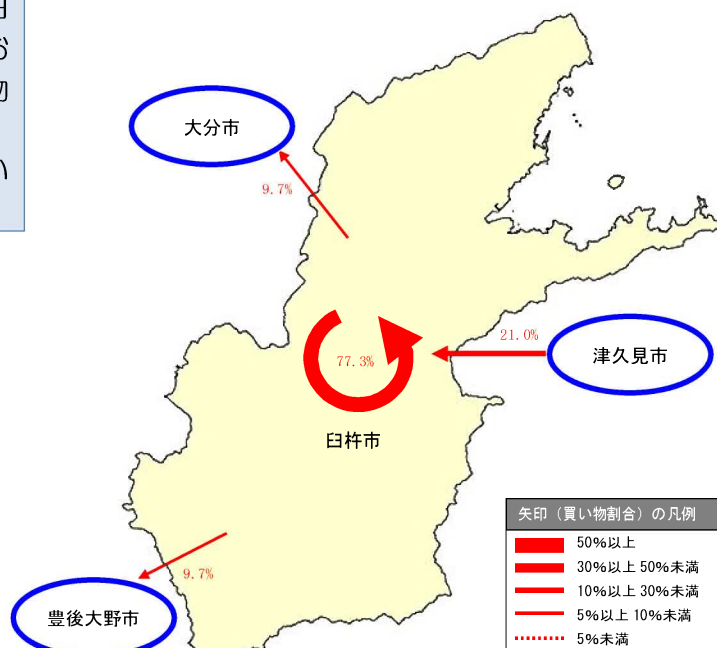 大分市
9.7%
21.0%
津久見市
77.3%
臼杵市
矢印（買い物割合）の凡例
50%以上
30%以上 50%未満
10%以上 30%未満
5%以上 10%未満
5%未満
9.7%
豊後大野市